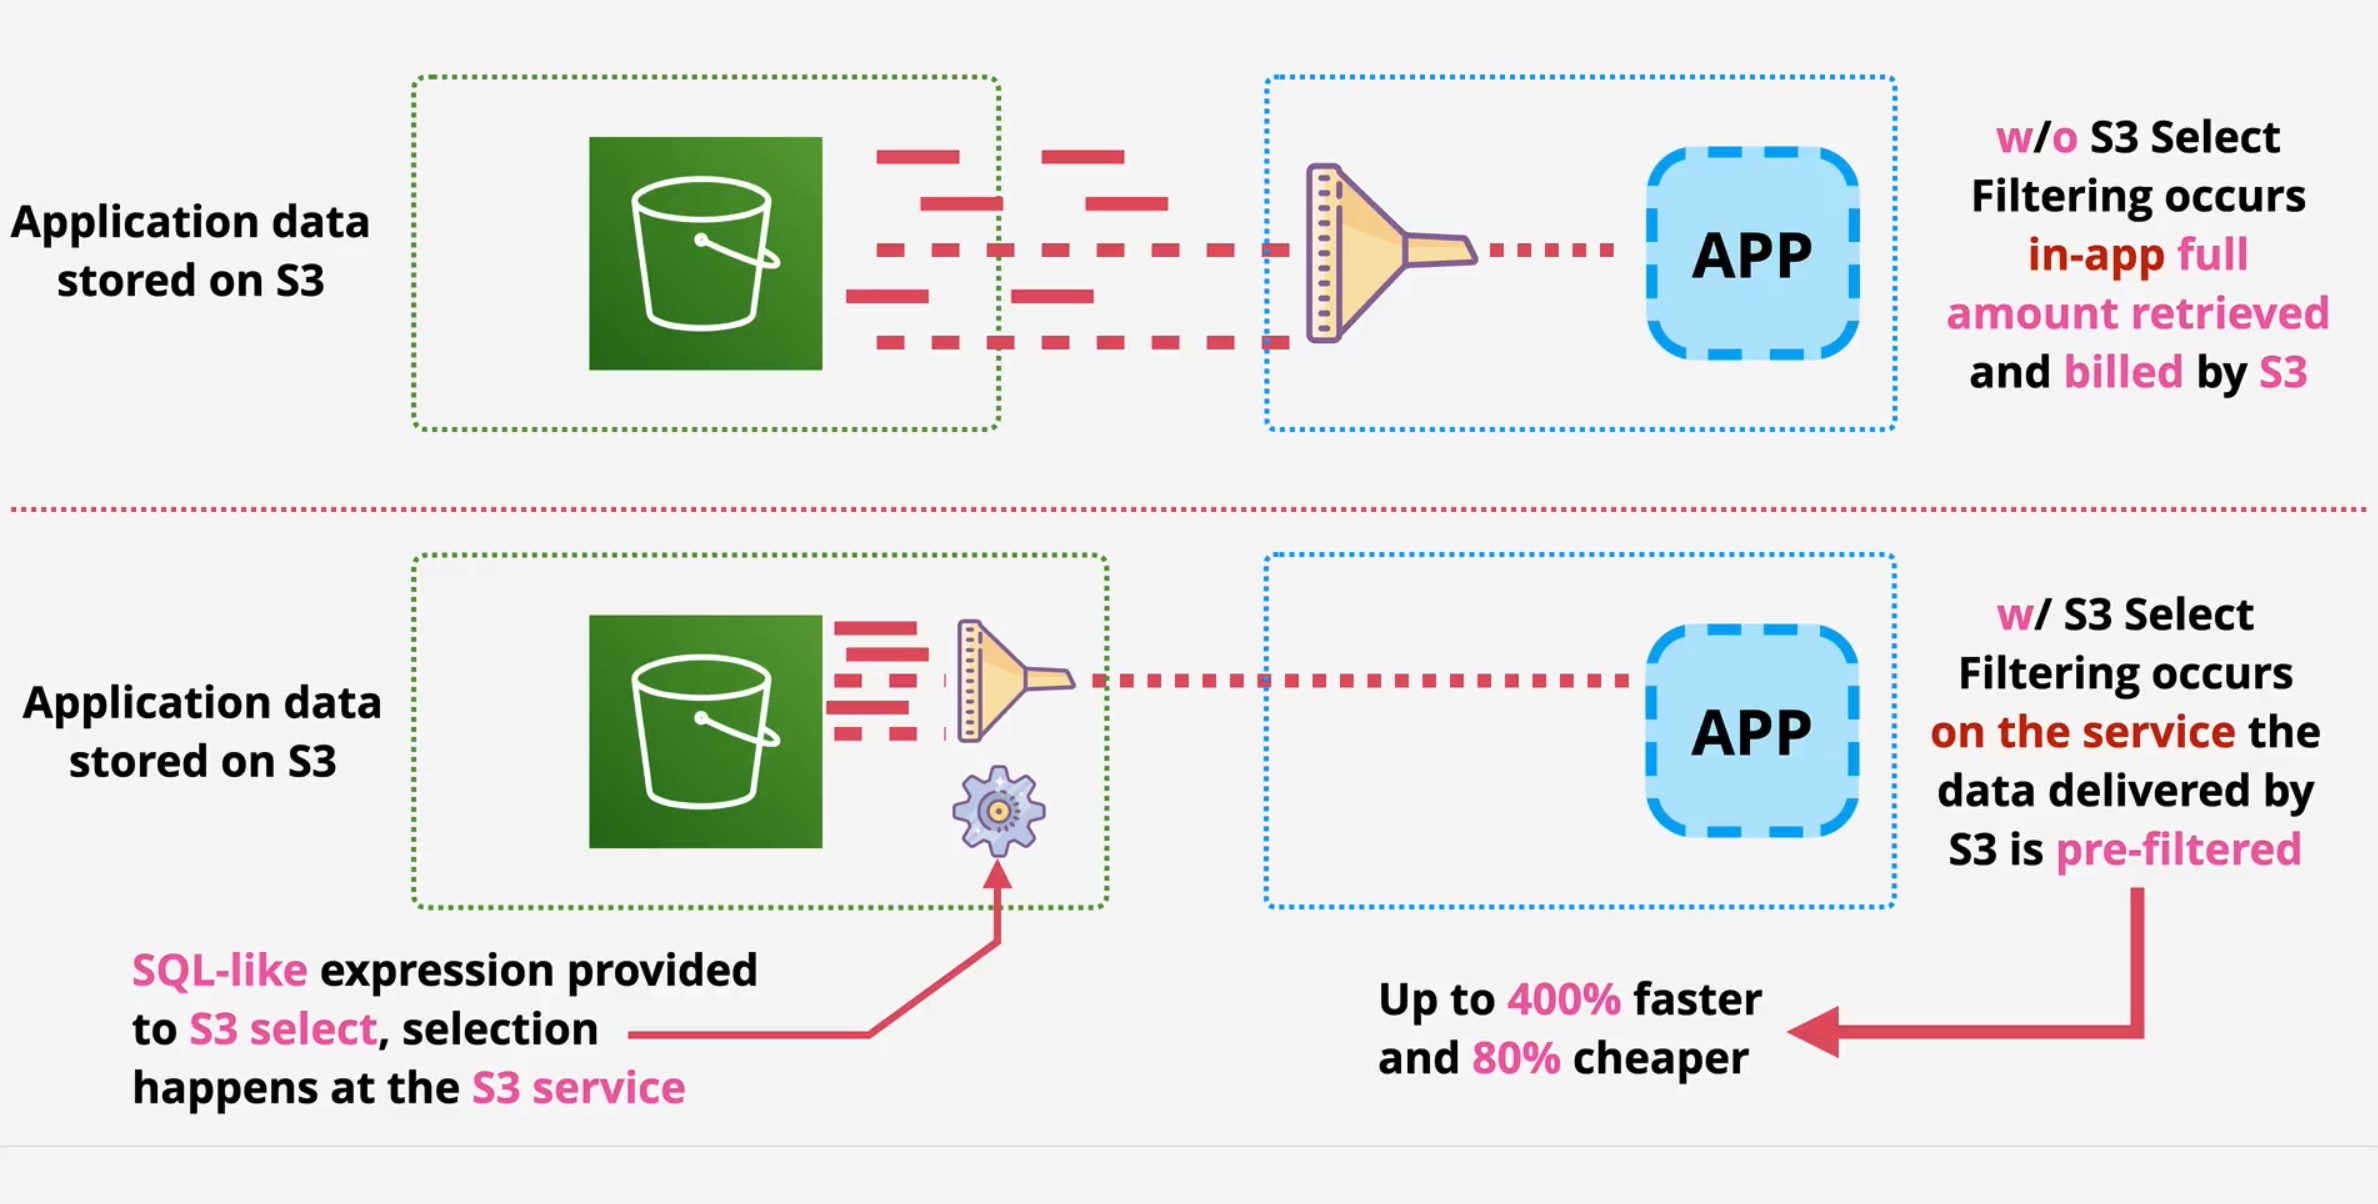 Application data
stored on S3
APP
w/o S3 Select
Filtering occurs
in-app full
amount retrieved
and billed by S3
Application data
stored on S3
APP
w/ S3 Select
Filtering occurs
on the service the
data delivered by
S3 is pre-filtered
SQL-like expression provided
to S3 select, selection
happens at the S3 service
Up to 400% faster
and 80% cheaper